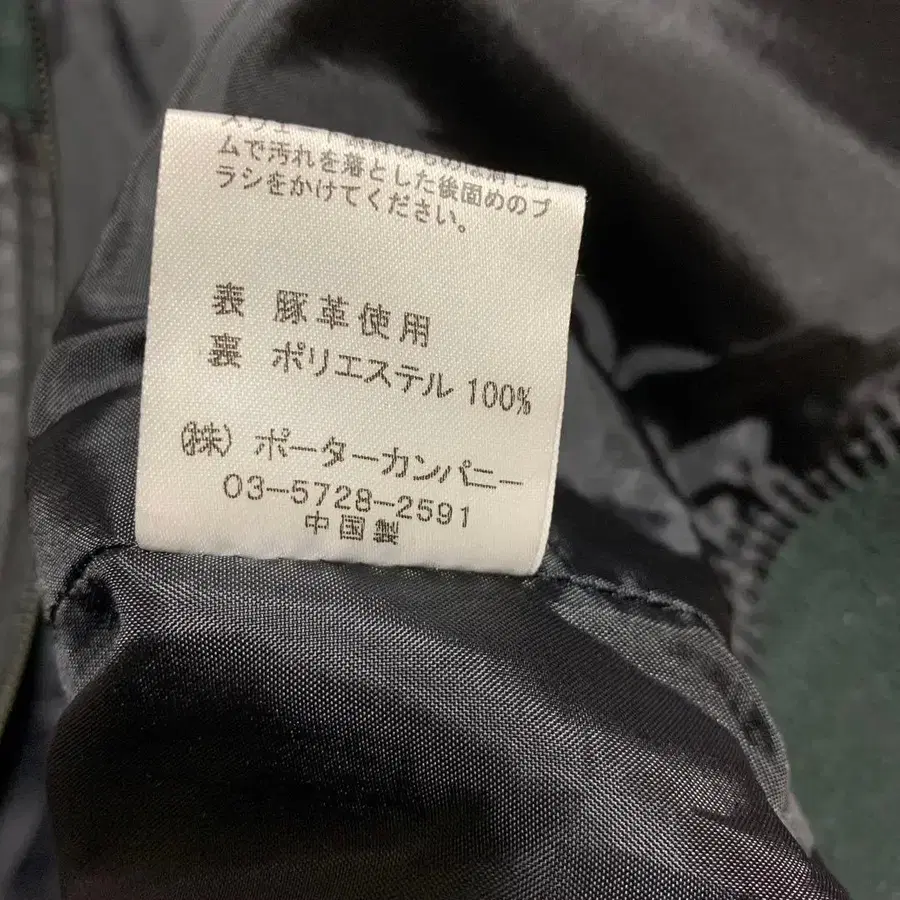 ムで汚れを落とした後固めのブ
ラシをかけてください。
表 豚革使用
裏 ポリエステル 100%
㈱ ポーターカンパニー
03-5728-2591
中国製